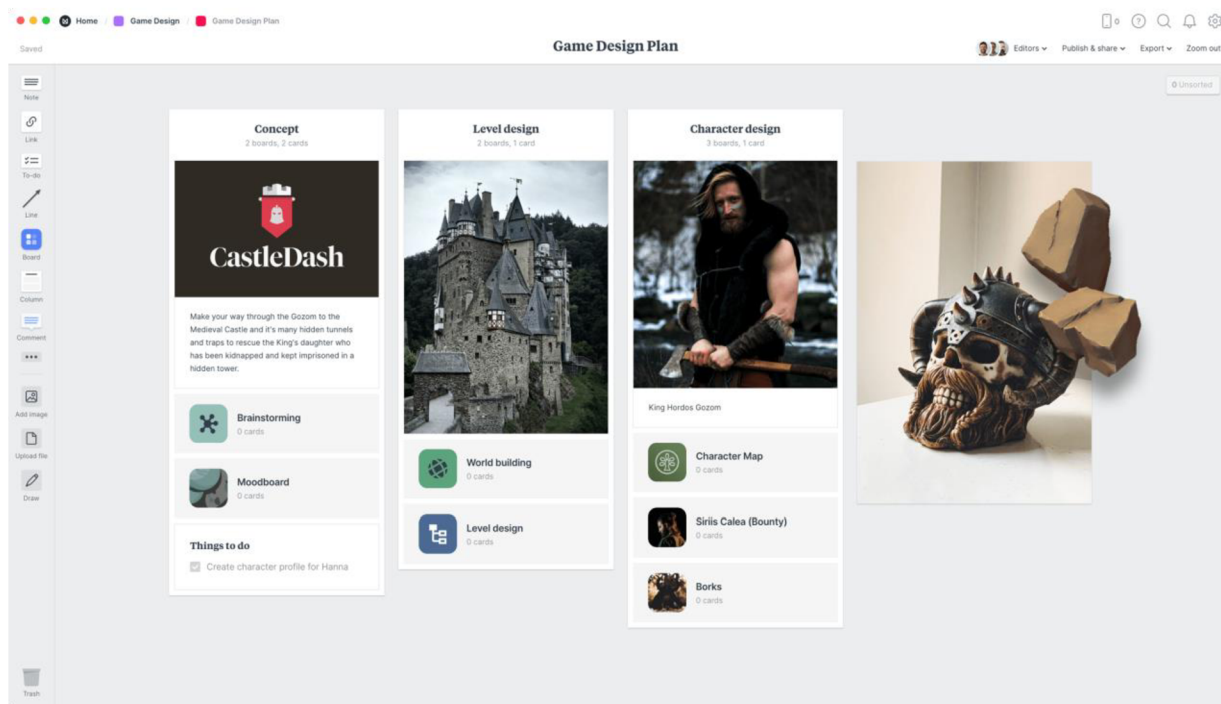 Home / Game Design / Game Design Plan
0
Saved
Game Design Plan
Editors
Publish & share
Export
Zoom out
0 Unsorted
Note
Link
To-do
Line
Board
Column
Comment
Add image
Upload file
Draw
Trash
Concept
2 boards, 2 cards
CastleDash
Make your way through the Gozom to the
Medieval Castle and it's many hidden tunnels
and traps to rescue the King's daughter who
has been kidnapped and kept imprisoned in a
hidden tower.
Brainstorming
0 cards
Moodboard
0 cards
Things to do
Create character profile for Hanna
Level design
2 boards, 1 card
World building
0 cards
Level design
0 cards
Character design
3 boards, 1 card
King Hordos Gozom
Character Map
0 cards
Siriis Calea (Bounty)
0 cards
Borks
0 cards